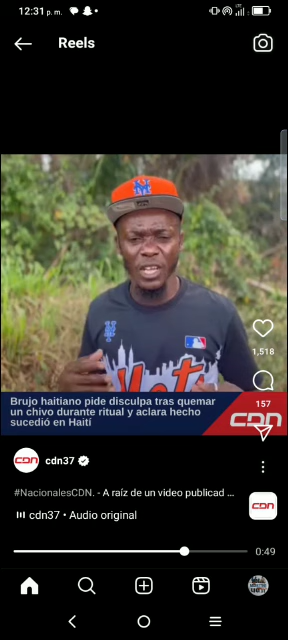 12:31 p. m.
Reels
Brujo haitiano pide disculpa tras quemar
un chivo durante ritual y aclara hecho
sucedió en Haití
CDN
1,518
157
CDN
cdn37
#NacionalesCDN. - A raíz de un video publicad ...
CDN
cdn37 • Audio original
0:49